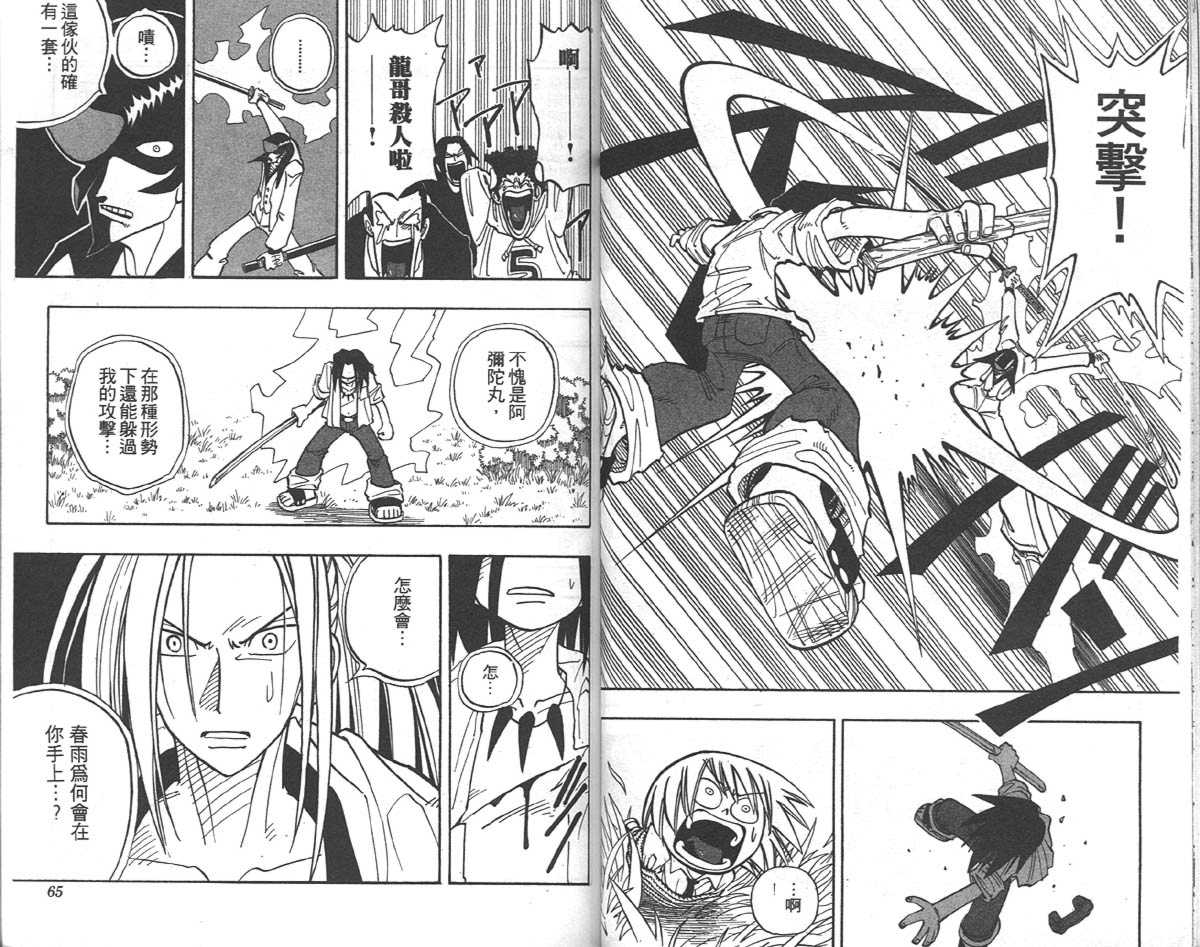 突擊！
…啊！
啊——！
龍哥殺人啦——！
ァ
ァ
ァ
5
………
嘖…
這傢伙的確
有一套…
不愧是阿
彌陀丸，
在那種形勢
下還能躲過
我的攻擊…
怎…
怎麼會…
春雨爲何會在
你手上…？
65